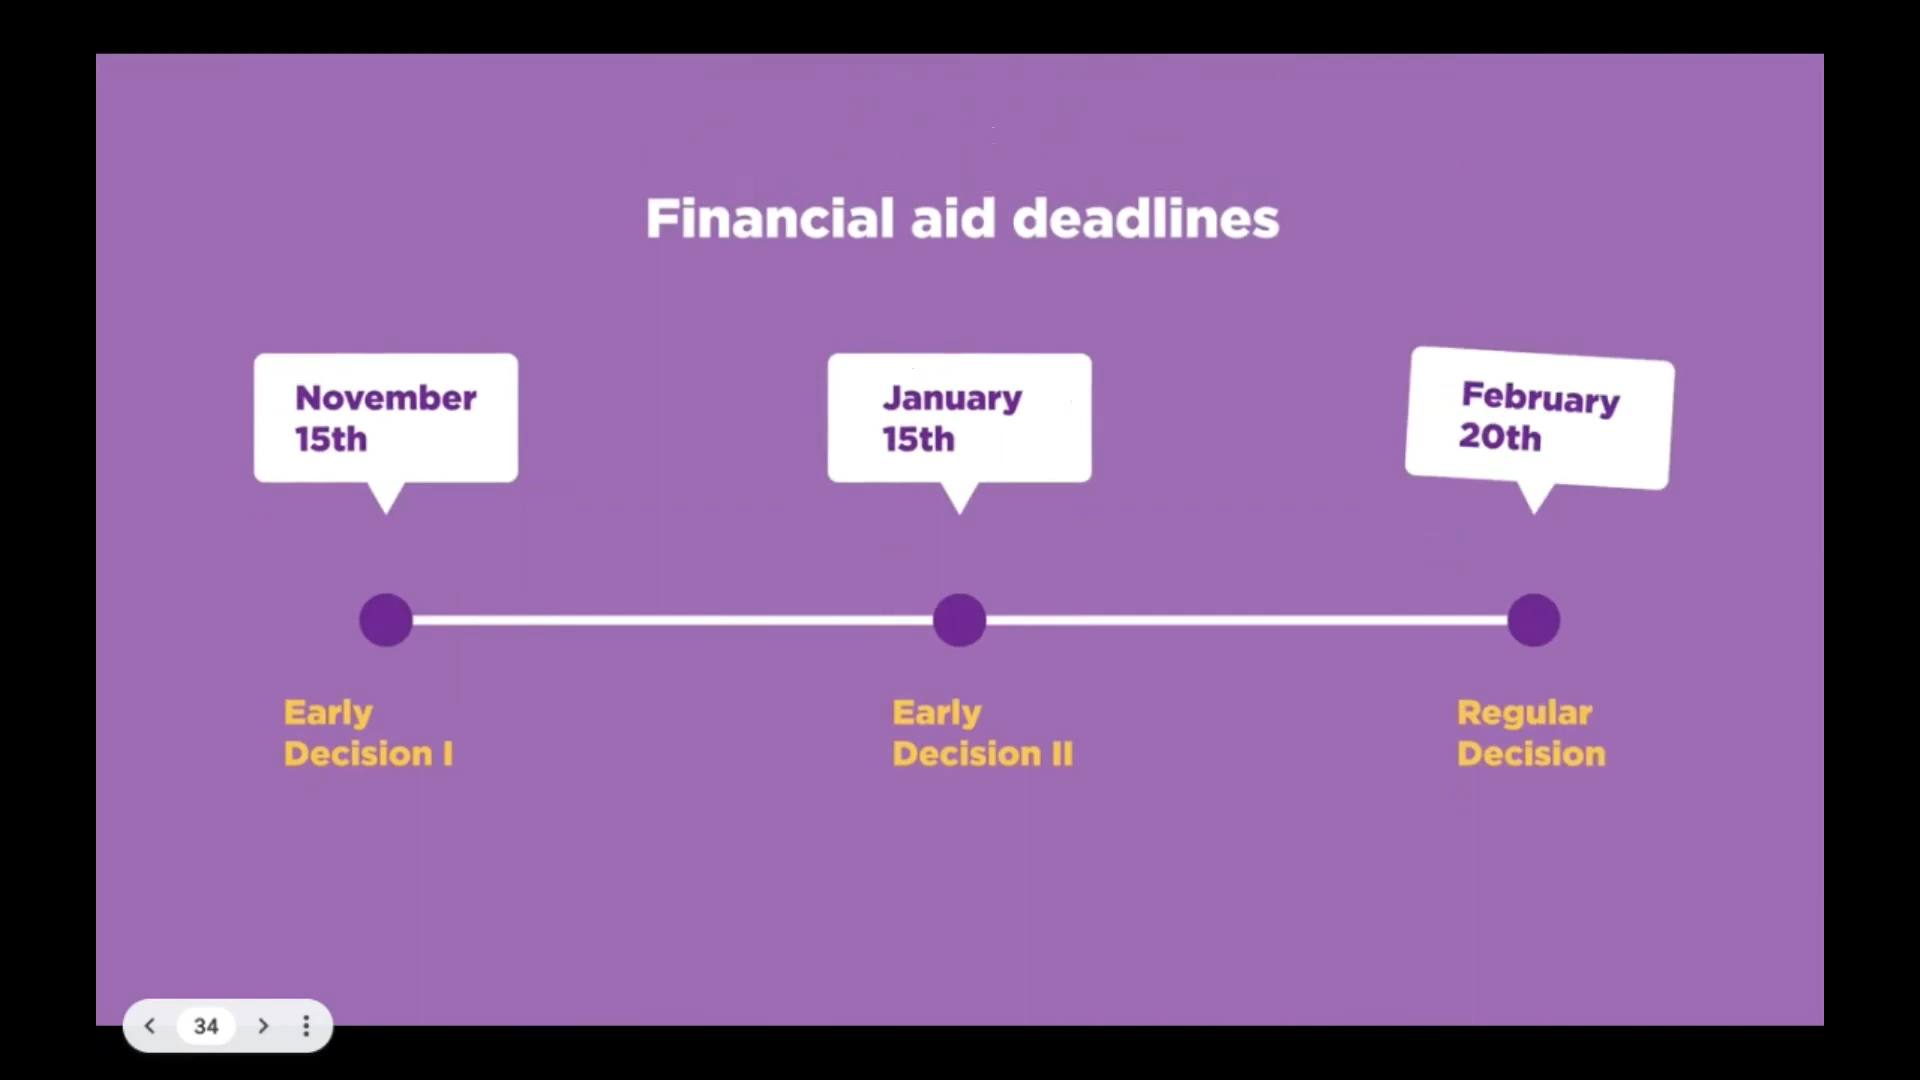 Financial aid deadlines
November
15th
January
15th
February
20th
Early
Decision I
Early
Decision II
Regular
Decision
34